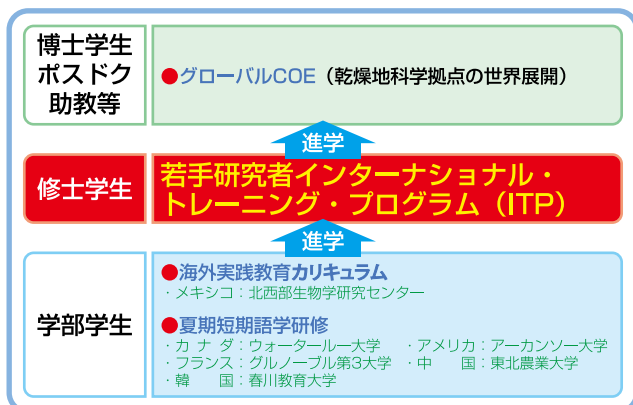 博士学生
ポスドク
助教等
●グローバルCOE（乾燥地科学拠点の世界展開）
進学
修士学生
若手研究者インターナショナル・
トレーニング・プログラム（ITP）
進学
学部学生
●海外実践教育カリキュラム
・メキシコ：北西部生物学研究センター
●夏期短期語学研修
・カ ナ ダ：ウォータールー大学 ・アメリカ：アーカンソー大学
・フランス：グルノーブル第3大学 ・中 国：東北農業大学
・韓 国：春川教育大学